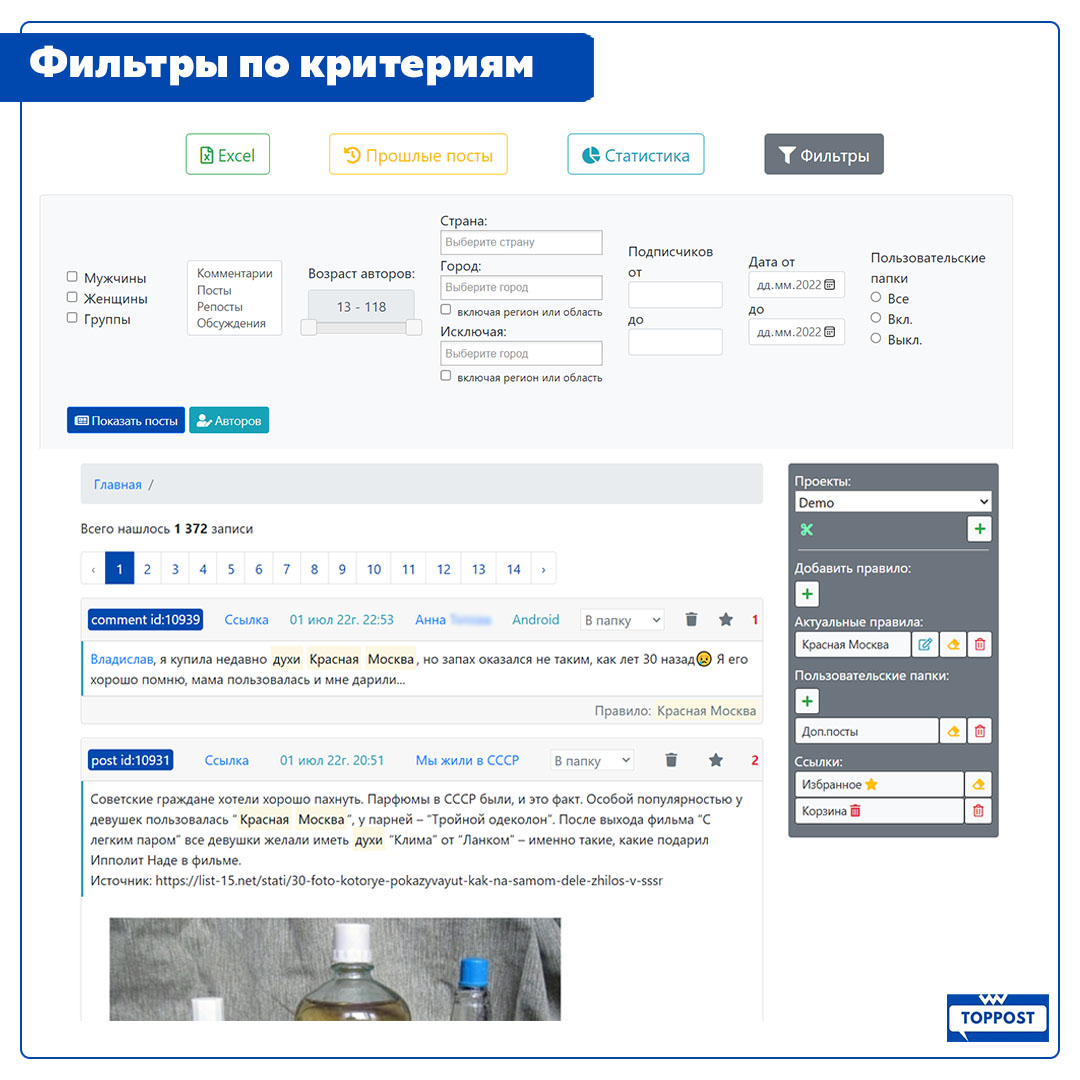 Фильтры по критериям
Excel
Прошлые посты
Статистика
Фильтры
Мужчины
Женщины
Группы
Комментарии
Посты
Репосты
Обсуждения
Возраст авторов:
13 - 118
Страна:
Выберите страну
Город:
Выберите город
включая регион или область
Исключая:
Выберите город
включая регион или область
Подписчиков
от
до
Дата от
дд.мм.2022
до
дд.мм.2022
Пользовательские
папки
Все
Вкл.
Выкл.
Показать посты
Авторов
Главная /
Всего нашлось 1 372 записи
‹ 1 2 3 4 5 6 7 8 9 10 11 12 13 14 ›
comment id:10939 Ссылка 01 июл 22г. 22:53 Анна Android В папку 1
Владислав, я купила недавно духи Красная Москва, но запах оказался не таким, как лет 30 назад😥 Я его
хорошо помню, мама пользовалась и мне дарили...
Правило: Красная Москва
post id:10931 Ссылка 01 июл 22г. 20:51 Мы жили в СССР В папку 2
Советские граждане хотели хорошо пахнуть. Парфюмы в СССР были, и это факт. Особой популярностью у
девушек пользовалась "Красная Москва", у парней – "Тройной одеколон". После выхода фильма "С
легким паром" все девушки желали иметь духи "Клима" от "Ланком" – именно такие, какие подарил
Ипполит Наде в фильме.
Источник: https://list-15.net/stati/30-foto-kotorye-pokazyvayut-kak-na-samom-dele-zhilos-v-sssr
Проекты:
Demo
Добавить правило:
Актуальные правила:
Красная Москва
Пользовательские папки:
Доп.посты
Ссылки:
Избранное
Корзина
TOPPOST